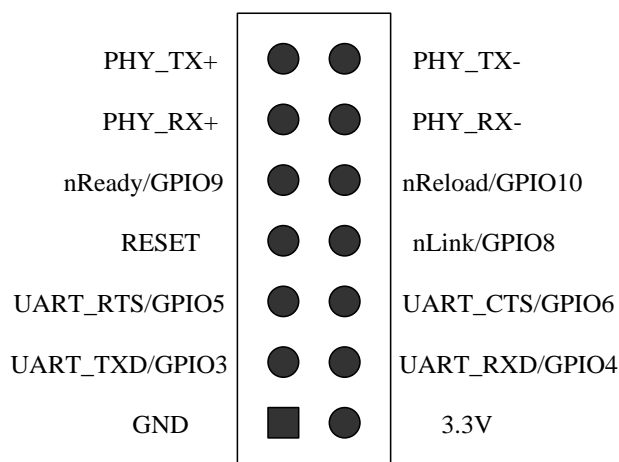 PHY_TX+ PHY_TX-
PHY_RX+ PHY_RX-
nReady/GPIO9 nReload/GPIO10
RESET nLink/GPIO8
UART_RTS/GPIO5 UART_CTS/GPIO6
UART_TXD/GPIO3 UART_RXD/GPIO4
GND 3.3V